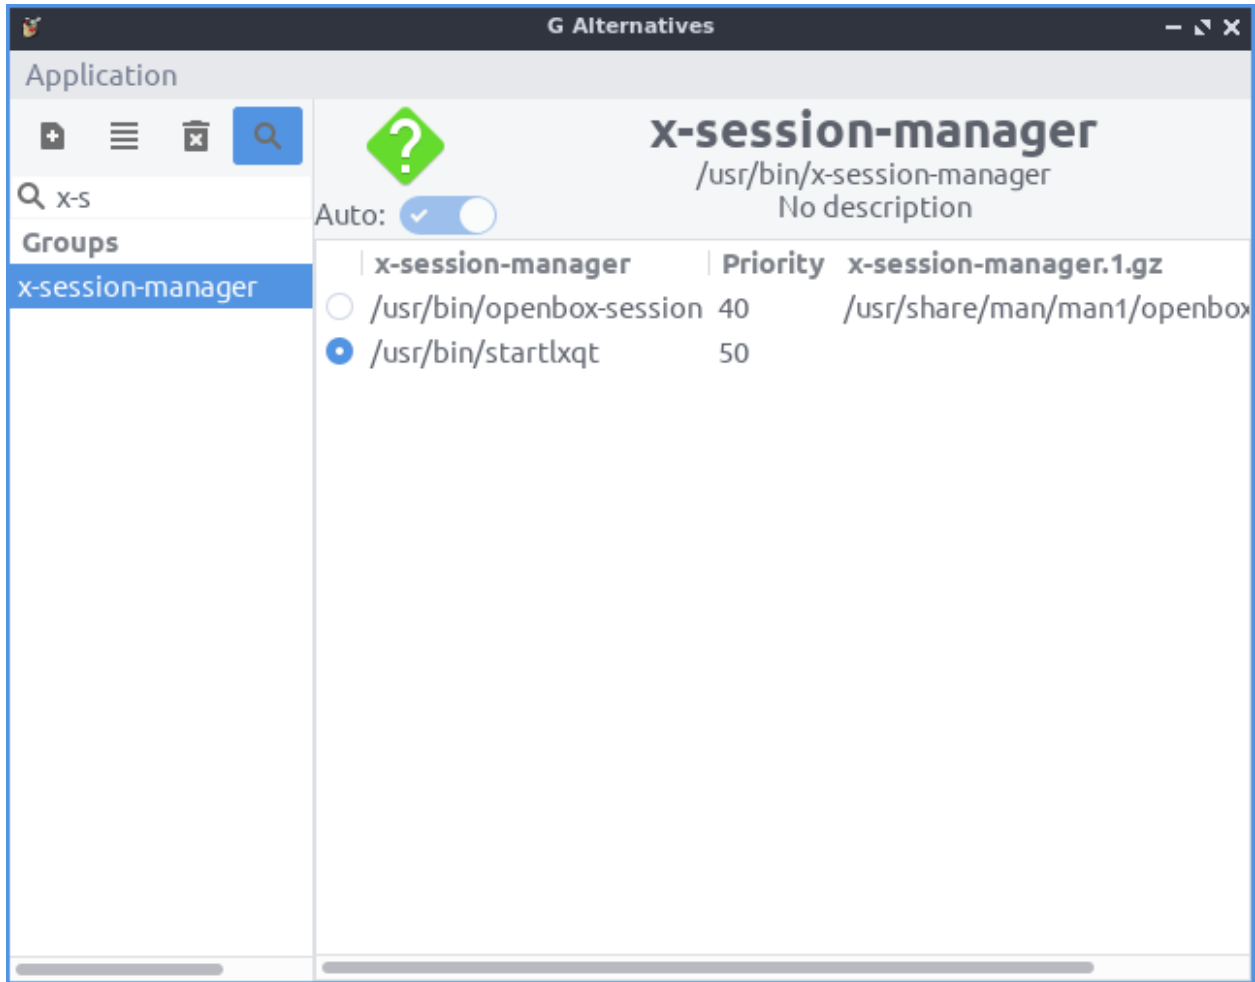 G Alternatives
Application
x-session-manager
/usr/bin/x-session-manager
No description
x-s
Auto:
Groups
x-session-manager
x-session-manager Priority x-session-manager.1.gz
/usr/bin/openbox-session 40 /usr/share/man/man1/openbox
/usr/bin/startlxqt 50